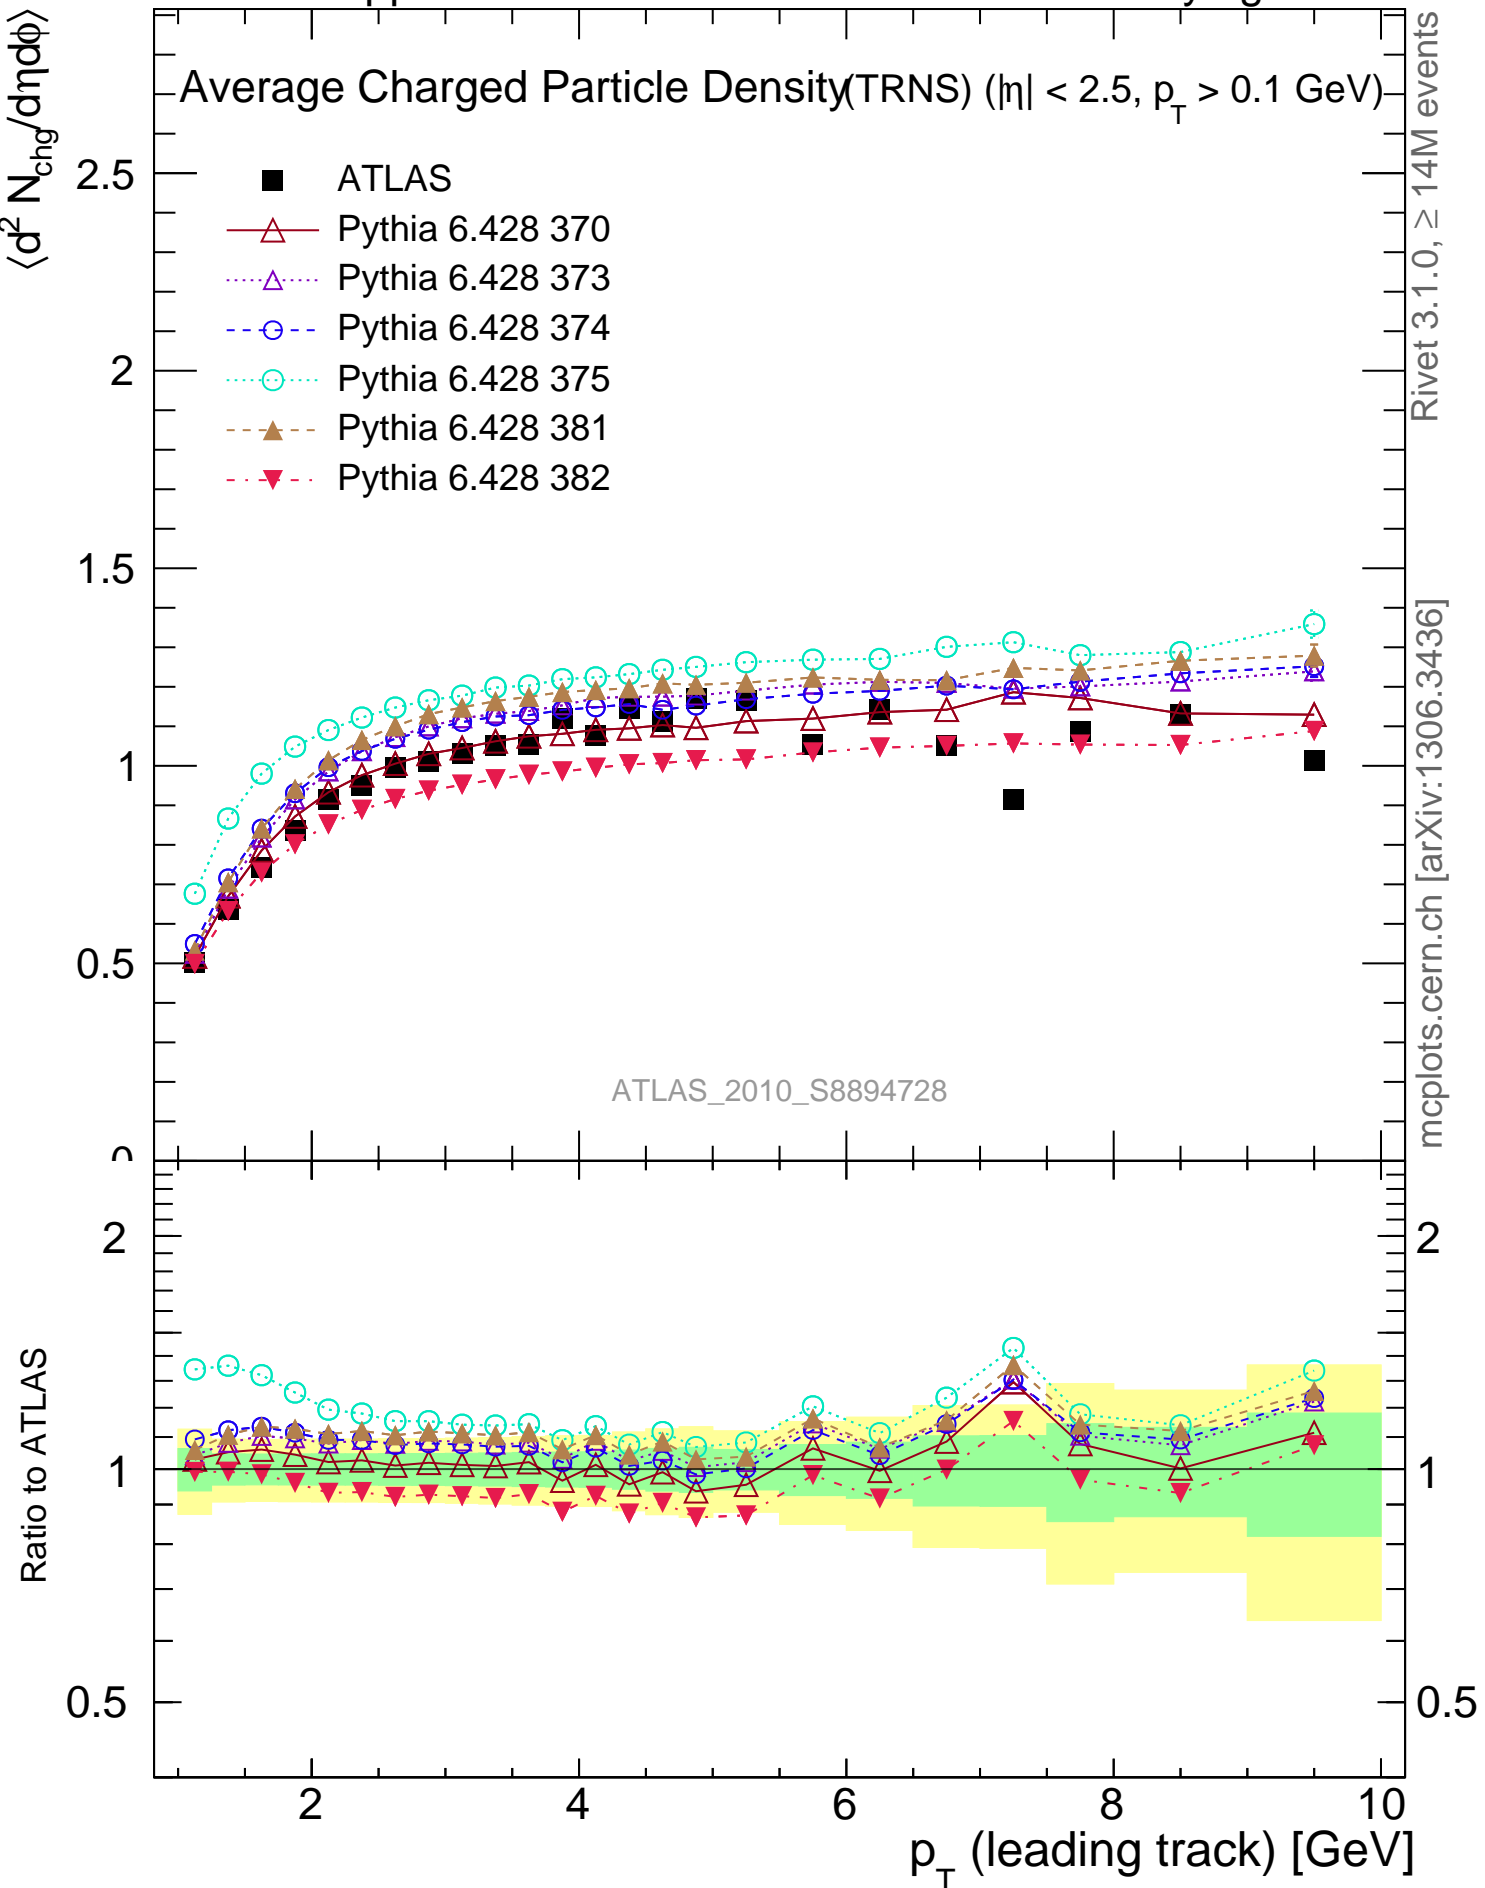 Average Charged Particle Density (TRNS) (|η| < 2.5, p_T > 0.1 GeV)
⟨d² N_chg/dηdφ⟩
ATLAS
Pythia 6.428 370
Pythia 6.428 373
Pythia 6.428 374
Pythia 6.428 375
Pythia 6.428 381
Pythia 6.428 382
2.5
2
1.5
1
0.5
0
ATLAS_2010_S8894728
Rivet 3.1.0, ≥ 14M events
mcplots.cern.ch [arXiv:1306.3436]
Ratio to ATLAS
2
1
0.5
2
1
0.5
2 4 6 8 10
p_T (leading track) [GeV]